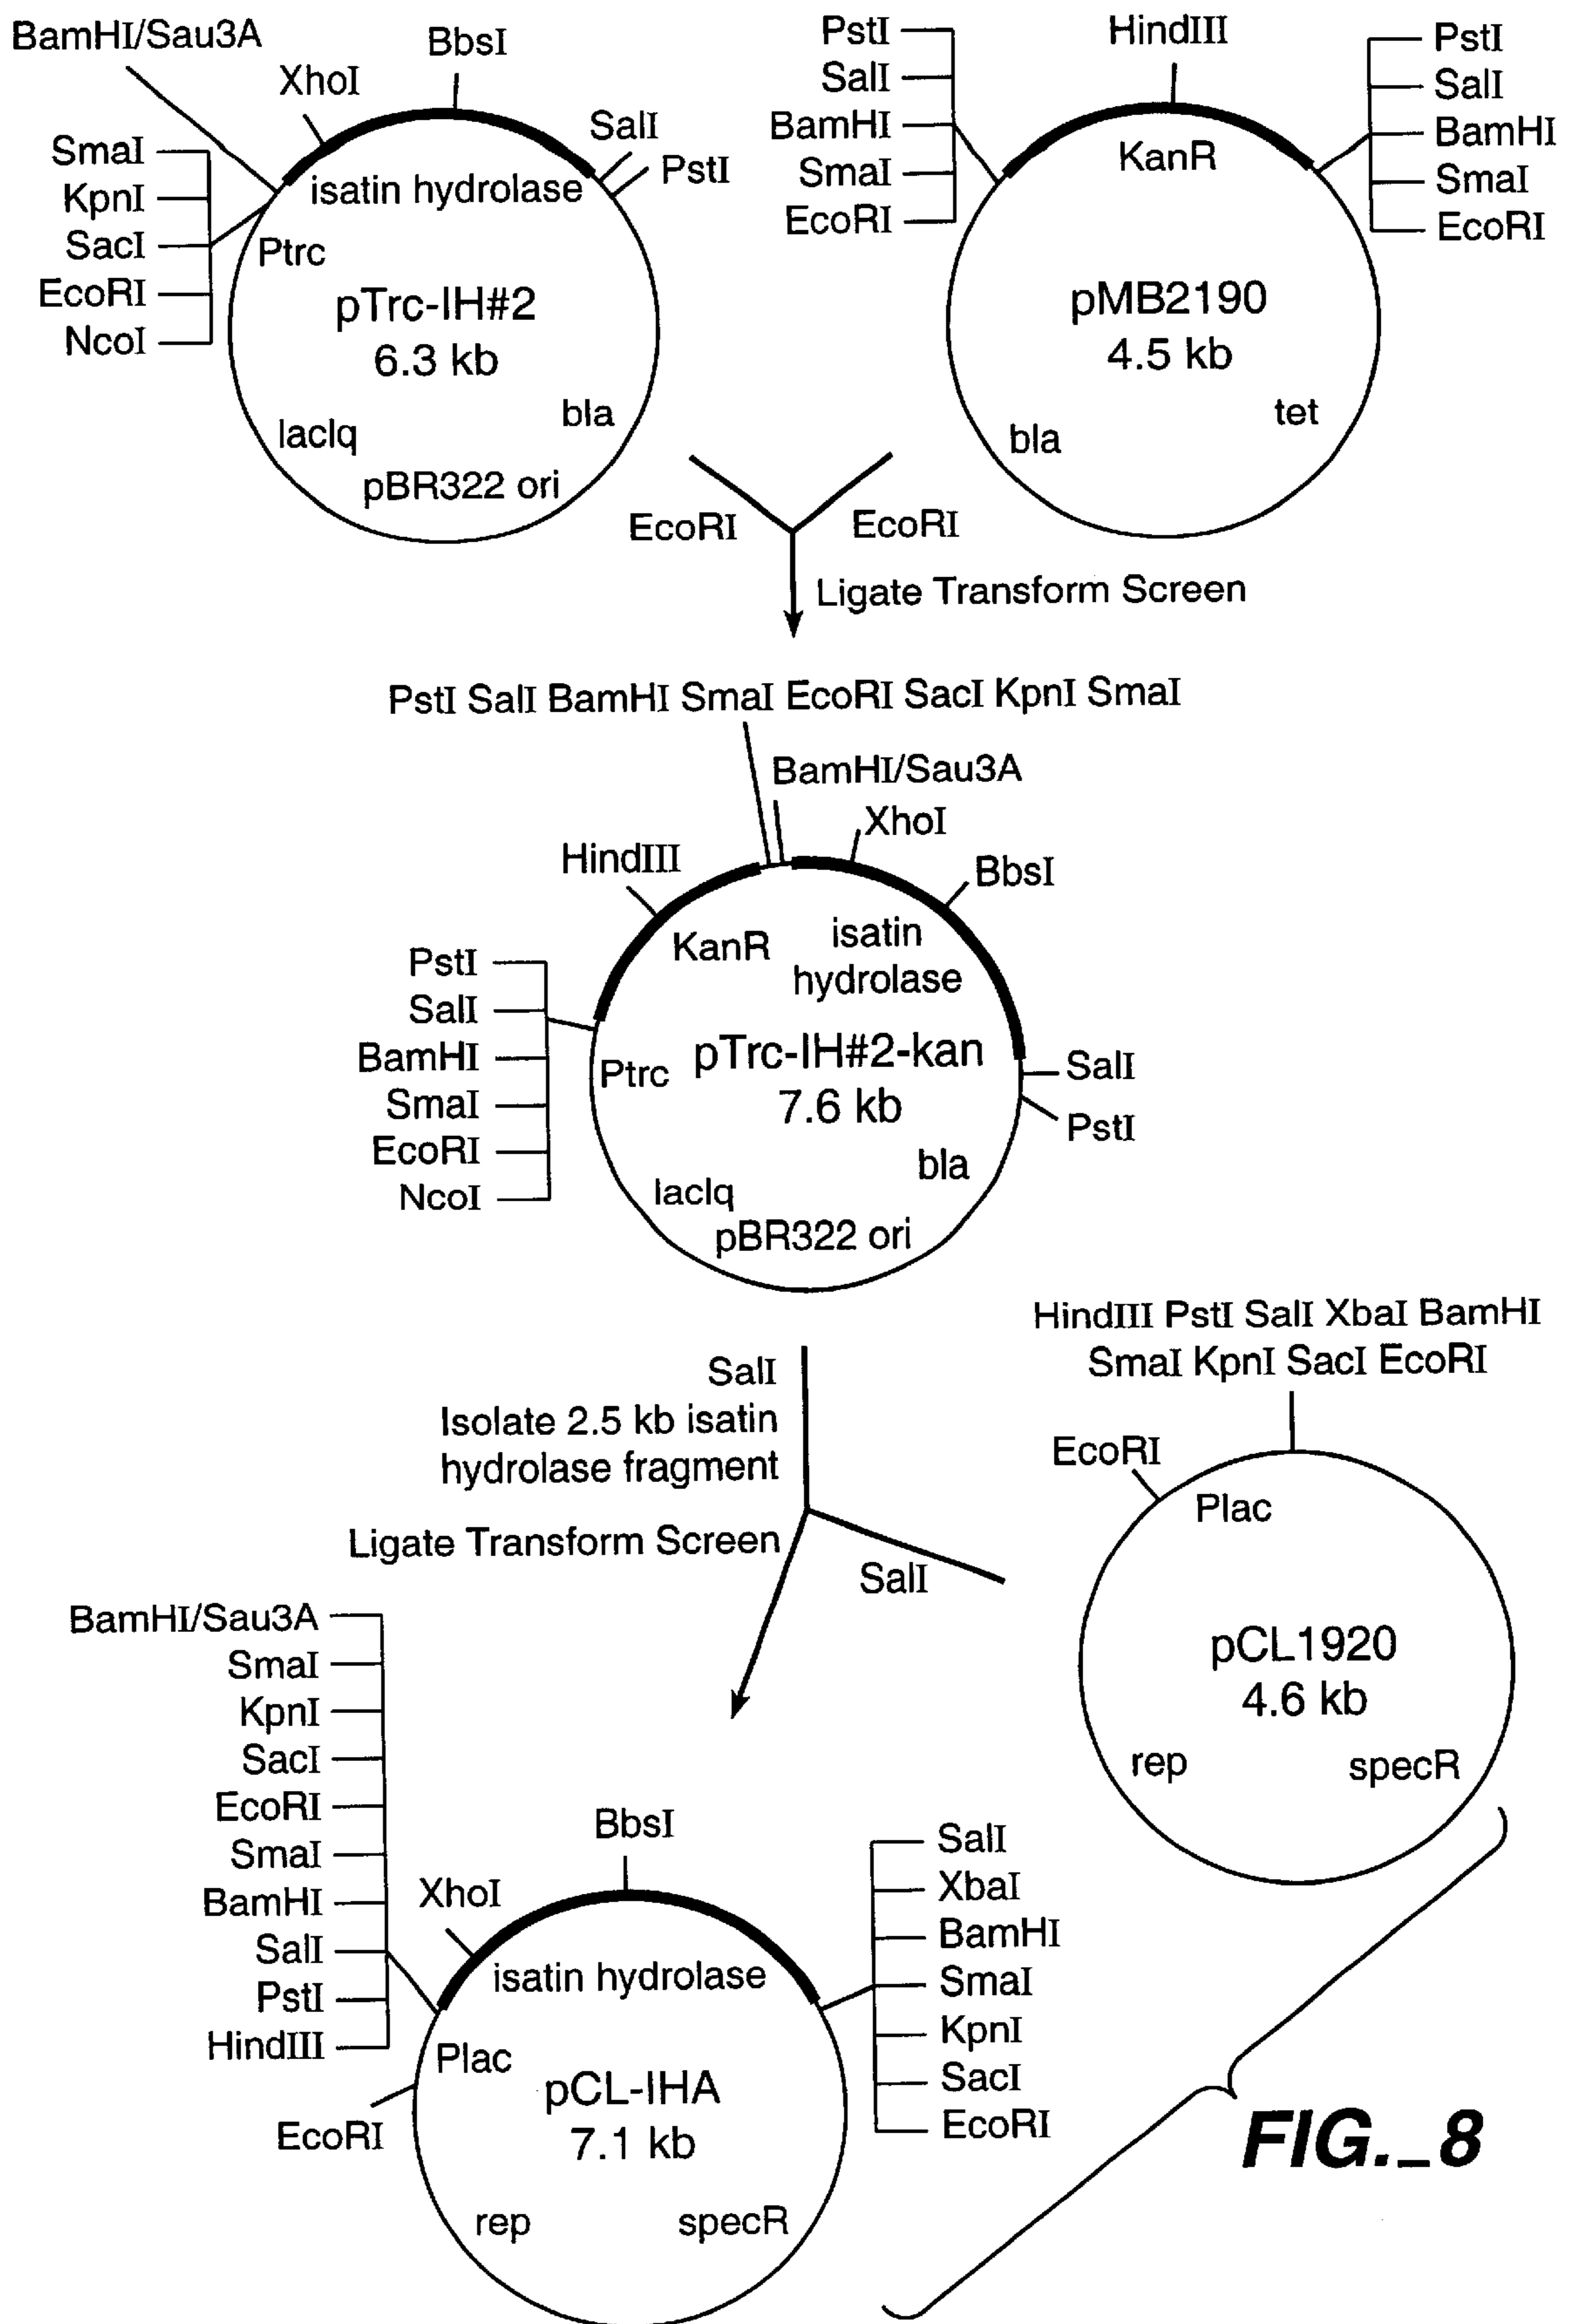 BamHI/Sau3A
XhoI
BbsI
SalI
PstI
SmaI
KpnI
SacI
EcoRI
NcoI
isatin hydrolase
Ptrc
pTrc-IH#2
6.3 kb
bla
lacIq
pBR322 ori
PstI
SalI
BamHI
SmaI
EcoRI
HindIII
KanR
PstI
SalI
BamHI
SmaI
EcoRI
pMB2190
4.5 kb
tet
bla
EcoRI
EcoRI
Ligate Transform Screen
PstI SalI BamHI SmaI EcoRI SacI KpnI SmaI
BamHI/Sau3A
XhoI
HindIII
BbsI
KanR
isatin
hydrolase
PstI
SalI
BamHI
SmaI
EcoRI
NcoI
Ptrc
pTrc-IH#2-kan
7.6 kb
SalI
PstI
bla
lacIq
pBR322 ori
SalI
Isolate 2.5 kb isatin
hydrolase fragment
Ligate Transform Screen
SalI
HindIII PstI SalI XbaI BamHI
SmaI KpnI SacI EcoRI
EcoRI
Plac
pCL1920
4.6 kb
rep
specR
BamHI/Sau3A
SmaI
KpnI
SacI
EcoRI
SmaI
BamHI
SalI
PstI
HindIII
EcoRI
XhoI
BbsI
isatin hydrolase
Plac
pCL-IHA
7.1 kb
rep
specR
SalI
XbaI
BamHI
SmaI
KpnI
SacI
EcoRI
FIG._8